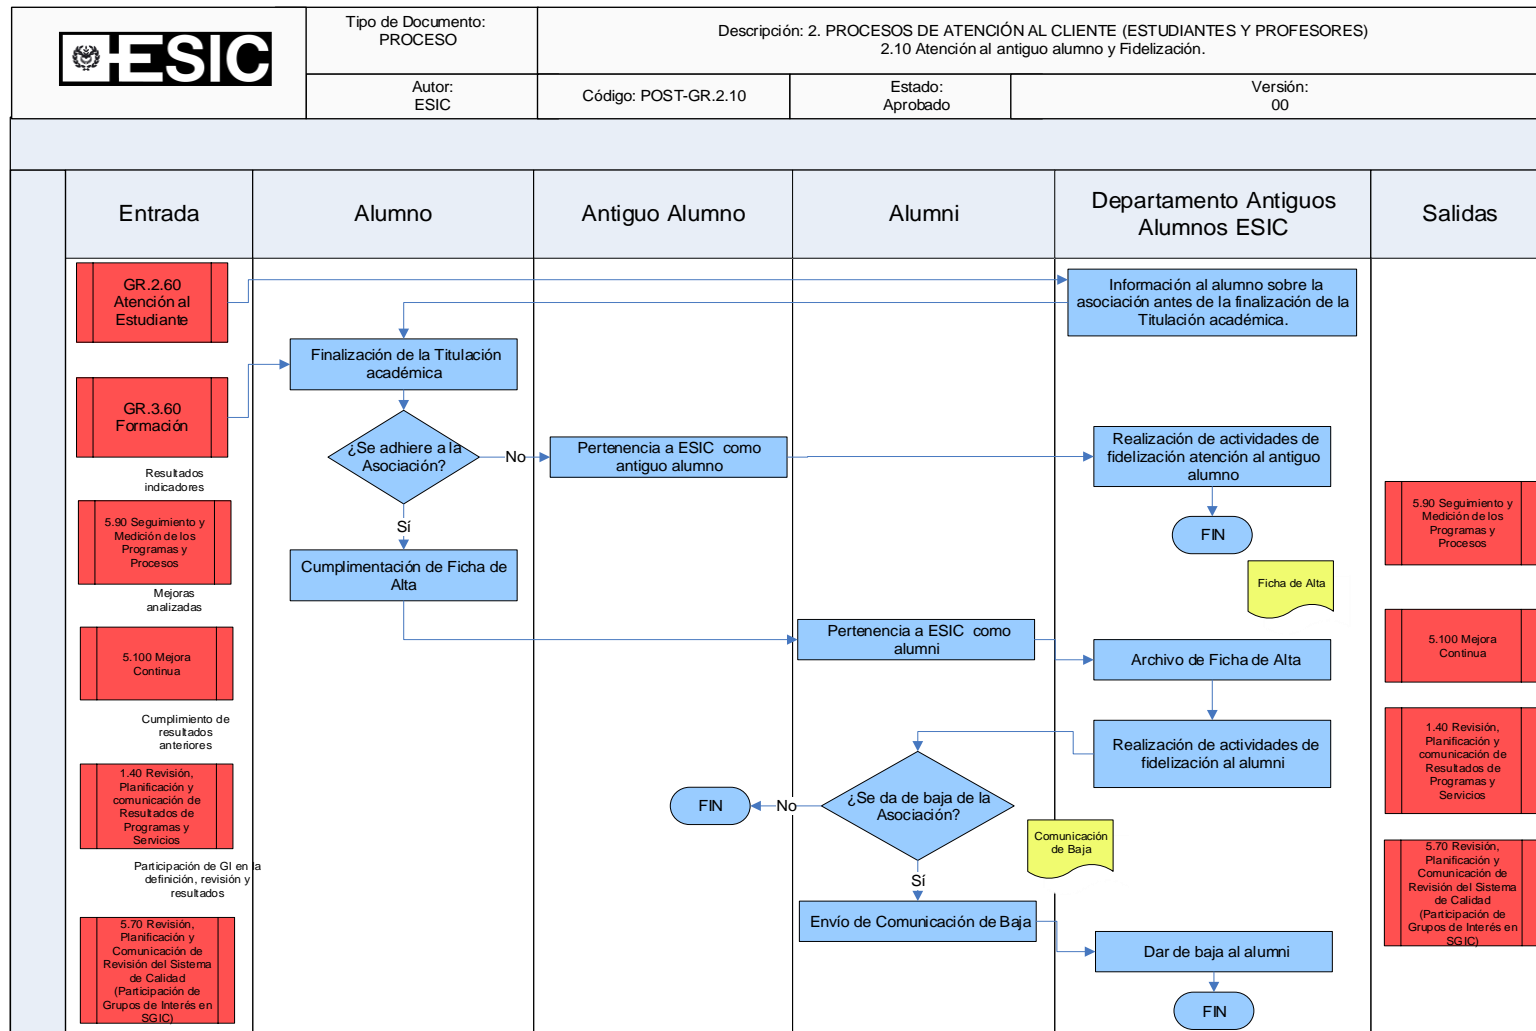 ESIC
Tipo de Documento:
PROCESO
Descripción: 2. PROCESOS DE ATENCIÓN AL CLIENTE (ESTUDIANTES Y PROFESORES)
2.10 Atención al antiguo alumno y Fidelización.
Autor:
ESIC
Código: POST-GR.2.10
Estado:
Aprobado
Versión:
00
Entrada
Alumno
Antiguo Alumno
Alumni
Departamento Antiguos
Alumnos ESIC
Salidas
GR.2.60
Atención al
Estudiante
Información al alumno sobre la
asociación antes de la finalización de la
Titulación académica.
Finalización de la Titulación
académica
GR.3.60
Formación
¿Se adhiere a la
Asociación?
No
Pertenencia a ESIC como
antiguo alumno
Realización de actividades de
fidelización atención al antiguo
alumno
Resultados
indicadores
Sí
FIN
5.90 Seguimiento y
Medición de los
Programas y
Procesos
5.90 Seguimiento y
Medición de los
Programas y
Procesos
Cumplimentación de Ficha de
Alta
Ficha de Alta
Mejoras
analizadas
5.100 Mejora
Continua
Pertenencia a ESIC como
alumni
Archivo de Ficha de Alta
5.100 Mejora
Continua
Cumplimiento de
resultados
anteriores
Realización de actividades de
fidelización al alumni
1.40 Revisión,
Planificación y
comunicación de
Resultados de
Programas y
Servicios
1.40 Revisión,
Planificación y
comunicación de
Resultados de
Programas y
Servicios
FIN
No
¿Se da de baja de la
Asociación?
Comunicación
de Baja
Participación de GI en la
definición, revisión y
resultados
Sí
5.70 Revisión,
Planificación y
Comunicación de
Revisión del Sistema
de Calidad
(Participación de
Grupos de Interés en
SGIC)
Envío de Comunicación de Baja
5.70 Revisión,
Planificación y
Comunicación de
Revisión del Sistema
de Calidad
(Participación de
Grupos de Interés en
SGIC)
Dar de baja al alumni
FIN